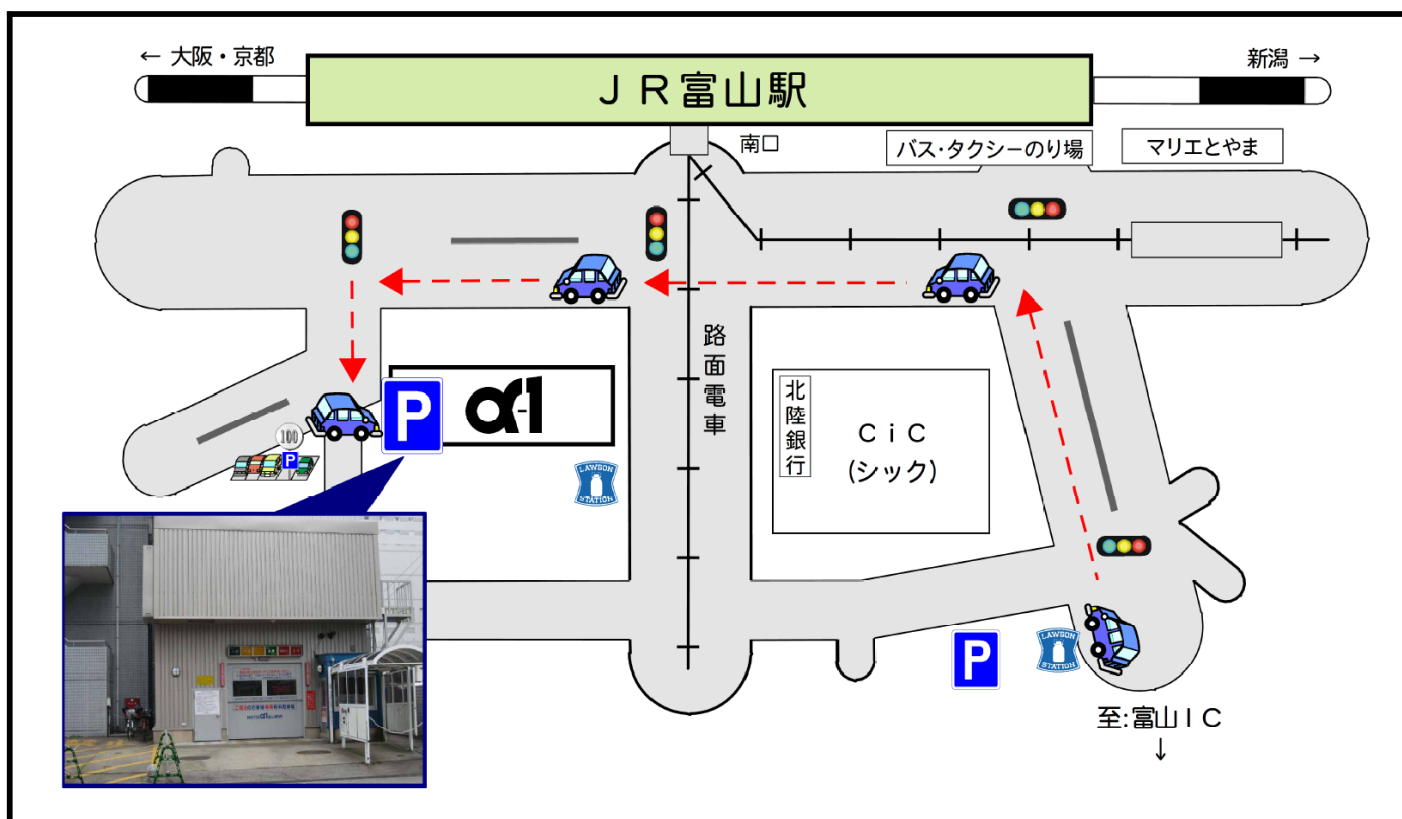 ← 大阪・京都
新潟 →
ＪＲ富山駅
南口
バス・タクシーのり場
マリエとやま
路面電車
北陸銀行
ＣｉＣ
(シック)
α-1
P
100
P
LAWSON
STATION
P
LAWSON
STATION
至:富山ＩＣ
↓